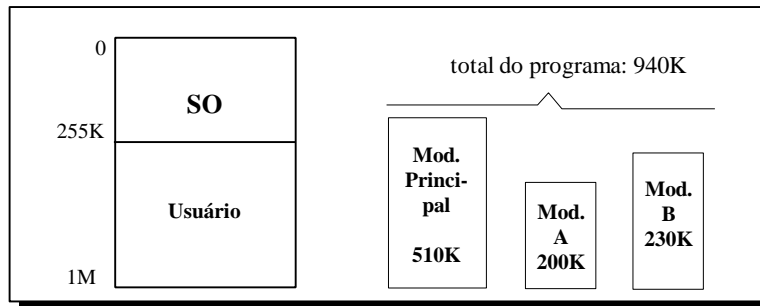 0
SO
255K
Usuário
1M
total do programa: 940K
Mod.
Princi-
pal
510K
Mod.
A
200K
Mod.
B
230K